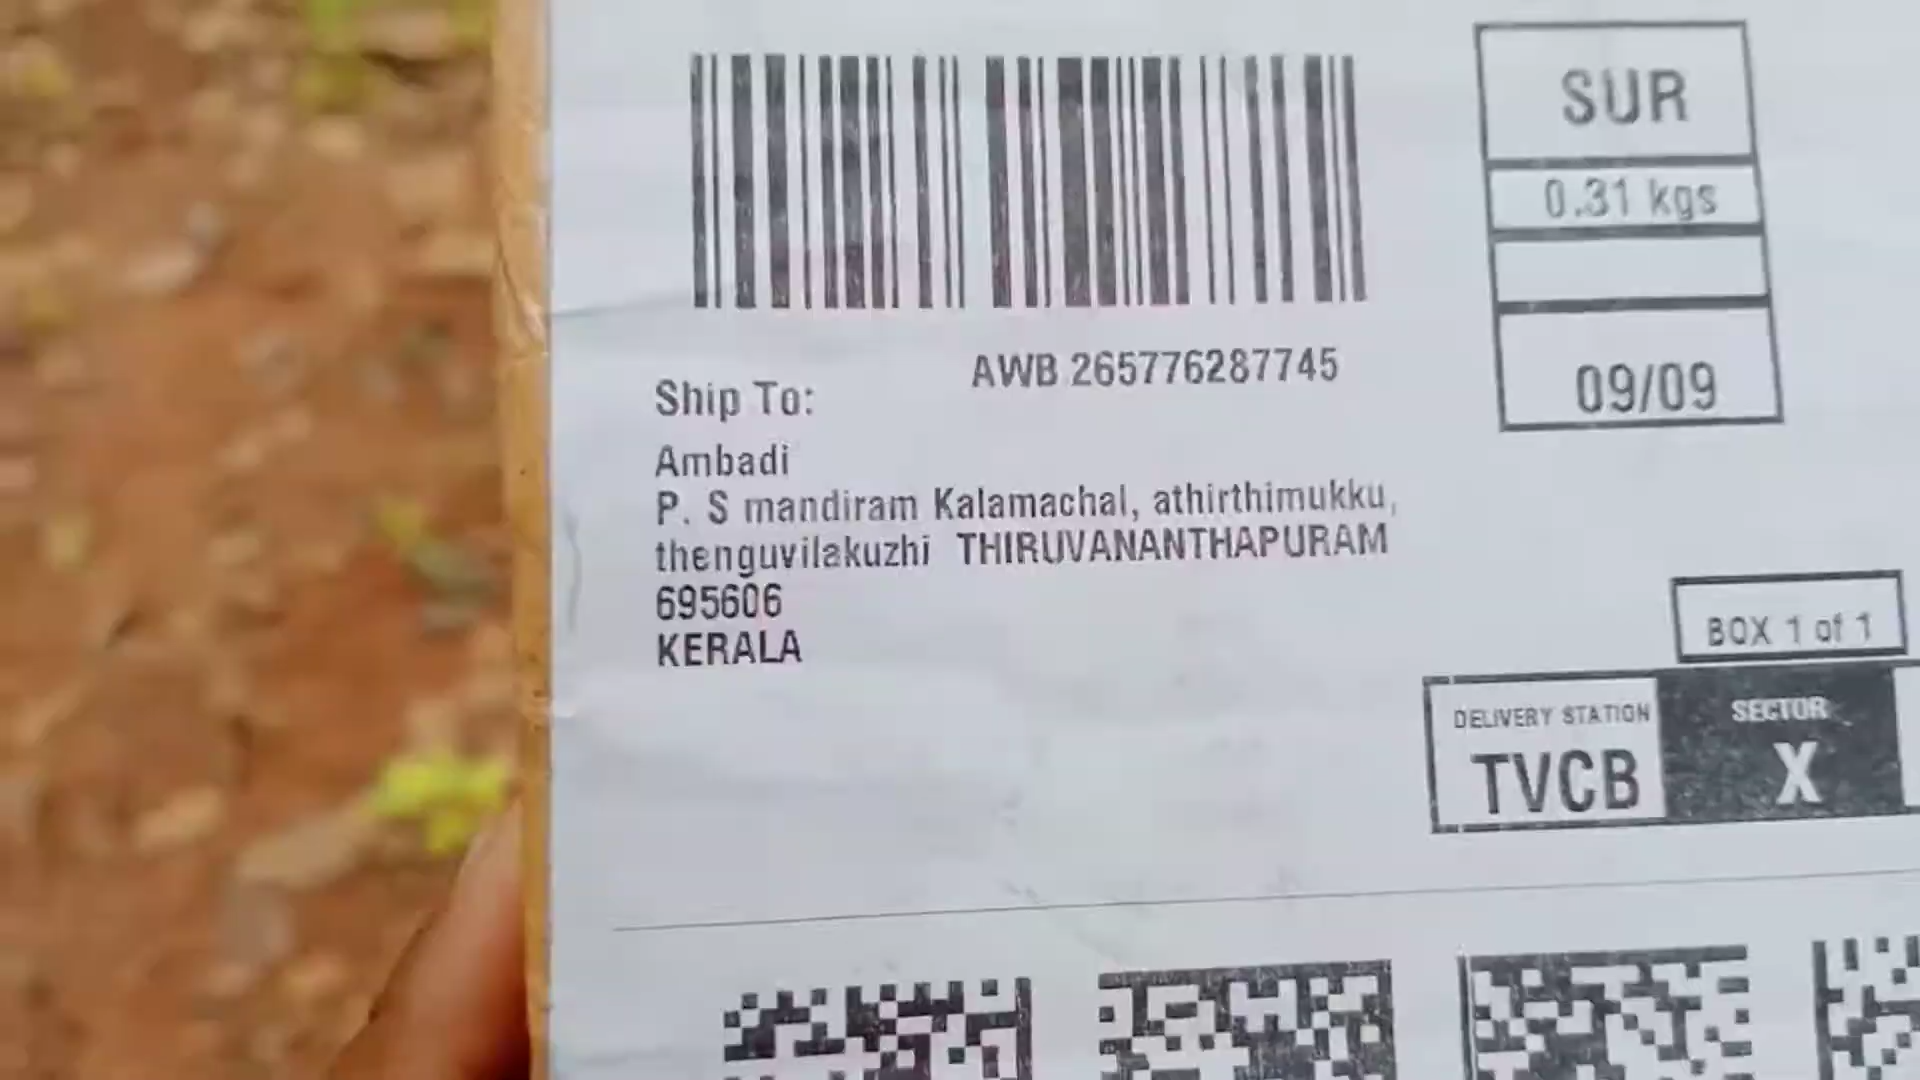 SUR
0.31 kgs
09/09
AWB 265776287745
Ship To:
Ambadi
P. S mandiram Kalamachal, athirthimukku,
thenguvilakuzhi THIRUVANANTHAPURAM
695606
KERALA
BOX 1 of 1
DELIVERY STATION
TVCB
SECTOR
X